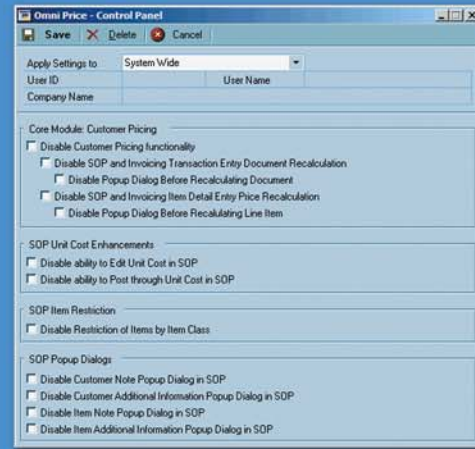 Omni Price - Control Panel
Save Delete Cancel
Apply Settings to System Wide
User ID User Name
Company Name
Core Module: Customer Pricing
Disable Customer Pricing functionality
Disable SOP and Invoicing Transaction Entry Document Recalculation
Disable Popup Dialog Before Recalculating Document
Disable SOP and Invoicing Item Detail Entry Price Recalculation
Disable Popup Dialog Before Recalulating Line Item
SOP Unit Cost Enhancements
Disable ability to Edit Unit Cost in SOP
Disable ability to Post through Unit Cost in SOP
SOP Item Restriction
Disable Restriction of Items by Item Class
SOP Popup Dialogs
Disable Customer Note Popup Dialog in SOP
Disable Customer Additional Information Popup Dialog in SOP
Disable Item Note Popup Dialog in SOP
Disable Item Additional Information Popup Dialog in SOP